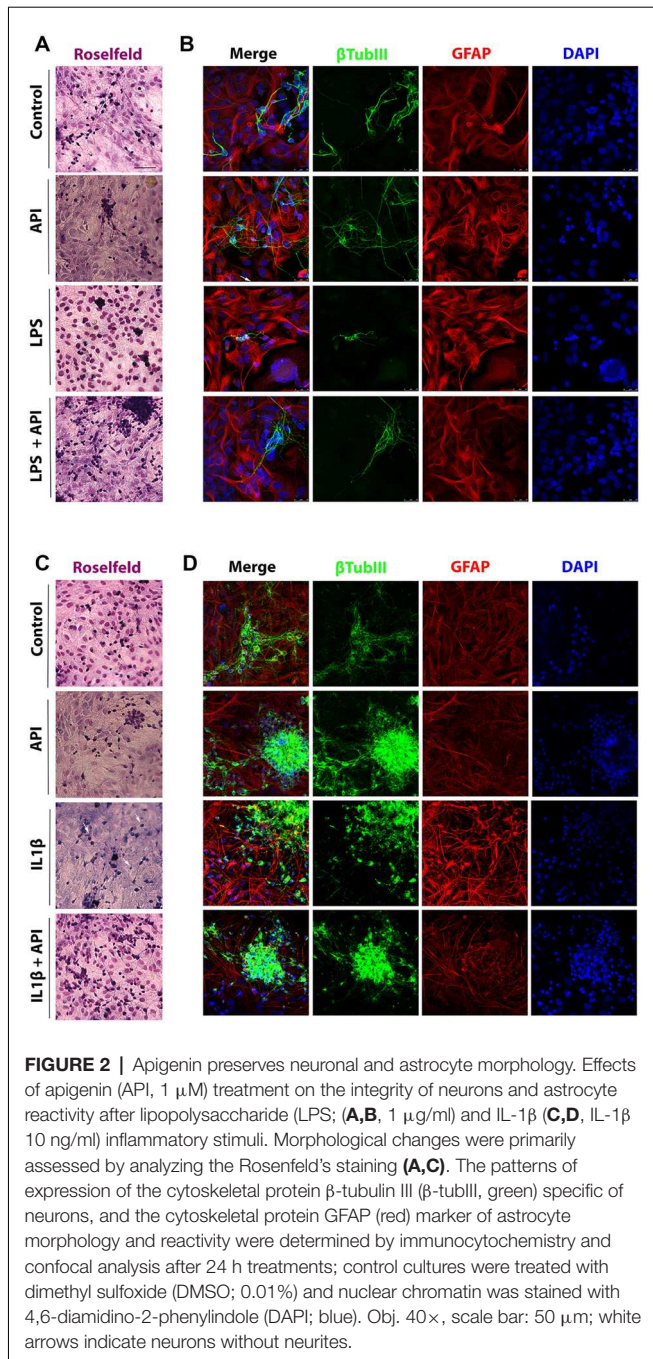 A Roselfeld B Merge βTubIII GFAP DAPI
Control
API
LPS
LPS + API
C Roselfeld D Merge βTubIII GFAP DAPI
Control
API
IL1β
IL1β + API
FIGURE 2 | Apigenin preserves neuronal and astrocyte morphology. Effects
of apigenin (API, 1 μM) treatment on the integrity of neurons and astrocyte
reactivity after lipopolysaccharide (LPS; (A,B, 1 μg/ml) and IL-1β (C,D, IL-1β
10 ng/ml) inflammatory stimuli. Morphological changes were primarily
assessed by analyzing the Rosenfeld's staining (A,C). The patterns of
expression of the cytoskeletal protein β-tubulin III (β-tubIII, green) specific of
neurons, and the cytoskeletal protein GFAP (red) marker of astrocyte
morphology and reactivity were determined by immunocytochemistry and
confocal analysis after 24 h treatments; control cultures were treated with
dimethyl sulfoxide (DMSO; 0.01%) and nuclear chromatin was stained with
4,6-diamidino-2-phenylindole (DAPI; blue). Obj. 40×, scale bar: 50 μm; white
arrows indicate neurons without neurites.